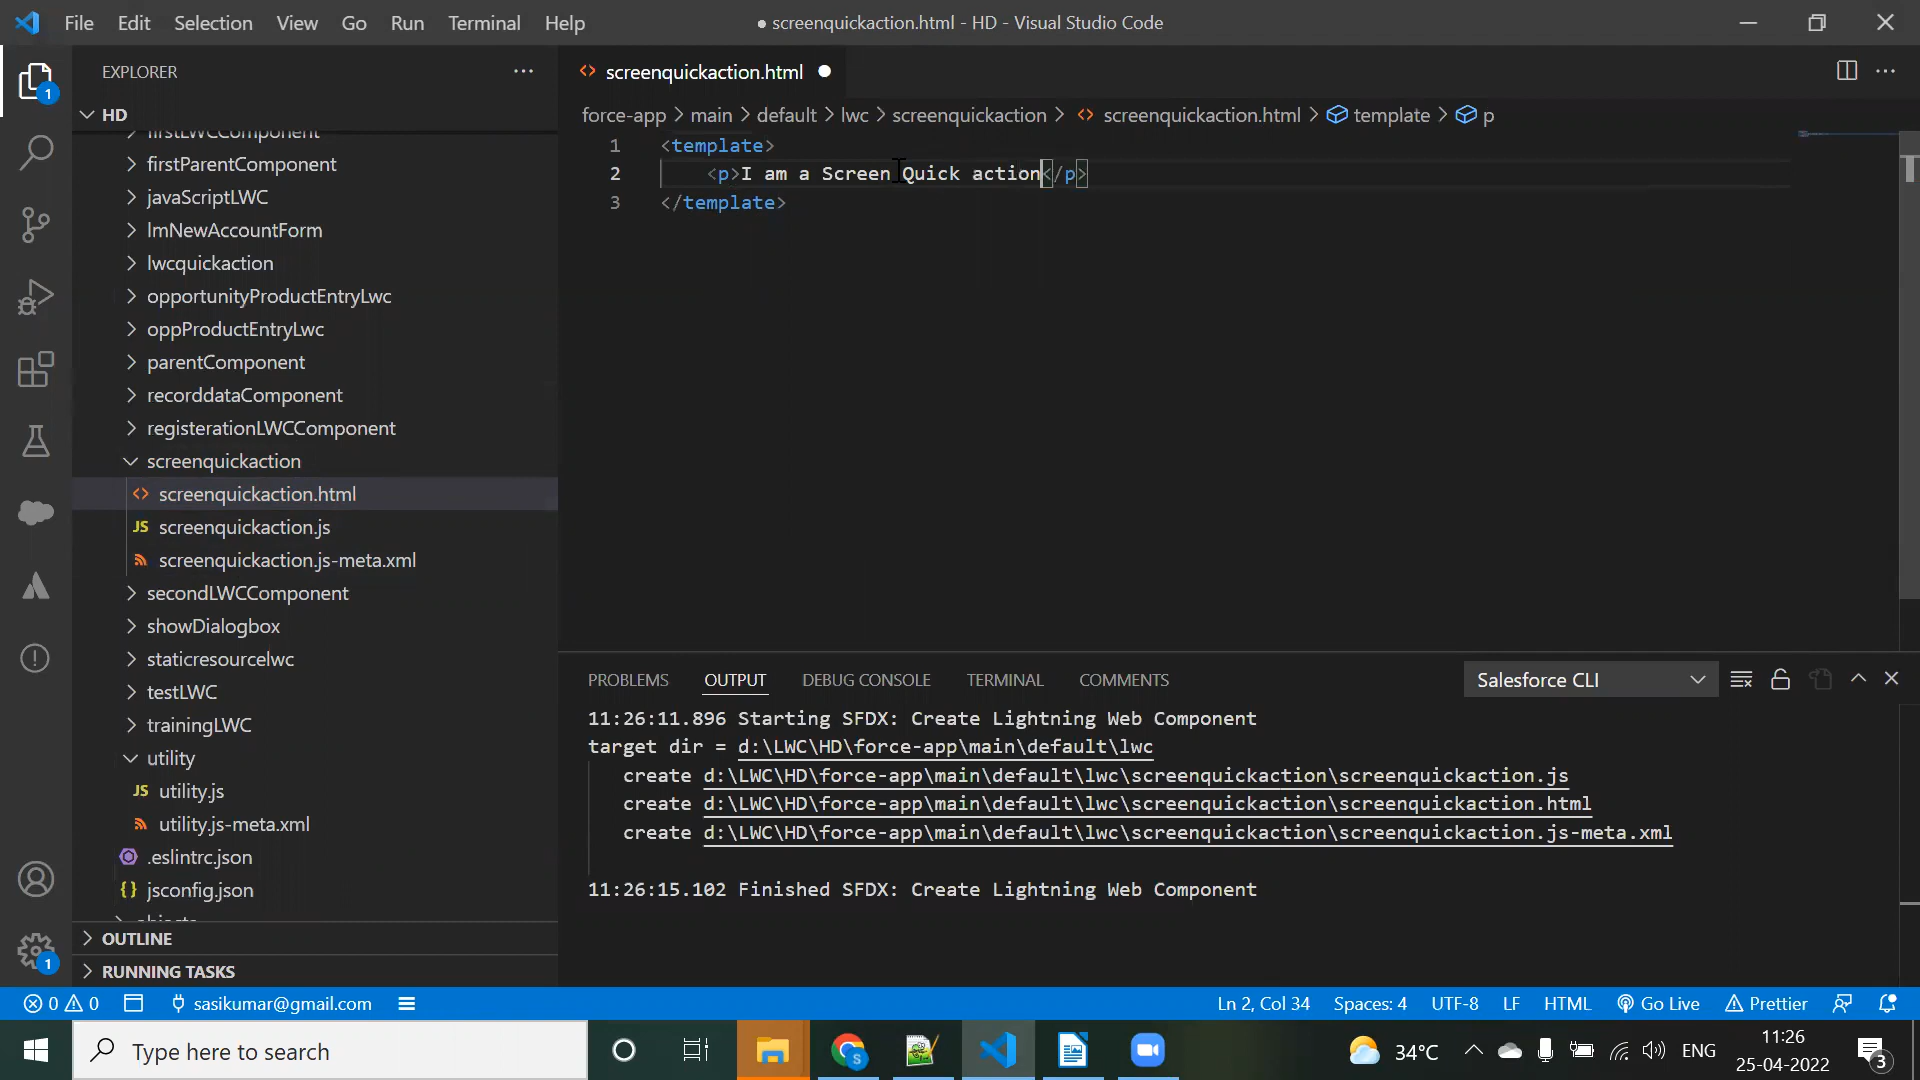 File Edit Selection View Go Run Terminal Help ● screenquickaction.html - HD - Visual Studio Code
EXPLORER ···
HD
firstLWCComponent
firstParentComponent
javaScriptLWC
lmNewAccountForm
lwcquickaction
opportunityProductEntryLwc
oppProductEntryLwc
parentComponent
recorddataComponent
registerationLWCComponent
screenquickaction
screenquickaction.html
JS screenquickaction.js
screenquickaction.js-meta.xml
secondLWCComponent
showDialogbox
staticresourcelwc
testLWC
trainingLWC
utility
JS utility.js
utility.js-meta.xml
.eslintrc.json
{} jsconfig.json
objects
OUTLINE
RUNNING TASKS
1
1
<> screenquickaction.html ●
force-app > main > default > lwc > screenquickaction > <> screenquickaction.html > template > p
1 <template>
2 <p>I am a Screen Quick action</p>
3 </template>
PROBLEMS OUTPUT DEBUG CONSOLE TERMINAL COMMENTS Salesforce CLI
11:26:11.896 Starting SFDX: Create Lightning Web Component
target dir = d:\LWC\HD\force-app\main\default\lwc
create d:\LWC\HD\force-app\main\default\lwc\screenquickaction\screenquickaction.js
create d:\LWC\HD\force-app\main\default\lwc\screenquickaction\screenquickaction.html
create d:\LWC\HD\force-app\main\default\lwc\screenquickaction\screenquickaction.js-meta.xml
11:26:15.102 Finished SFDX: Create Lightning Web Component
0 0 sasikumar@gmail.com Ln 2, Col 34 Spaces: 4 UTF-8 LF HTML Go Live Prettier
Type here to search S 34°C ENG 11:26
25-04-2022 3